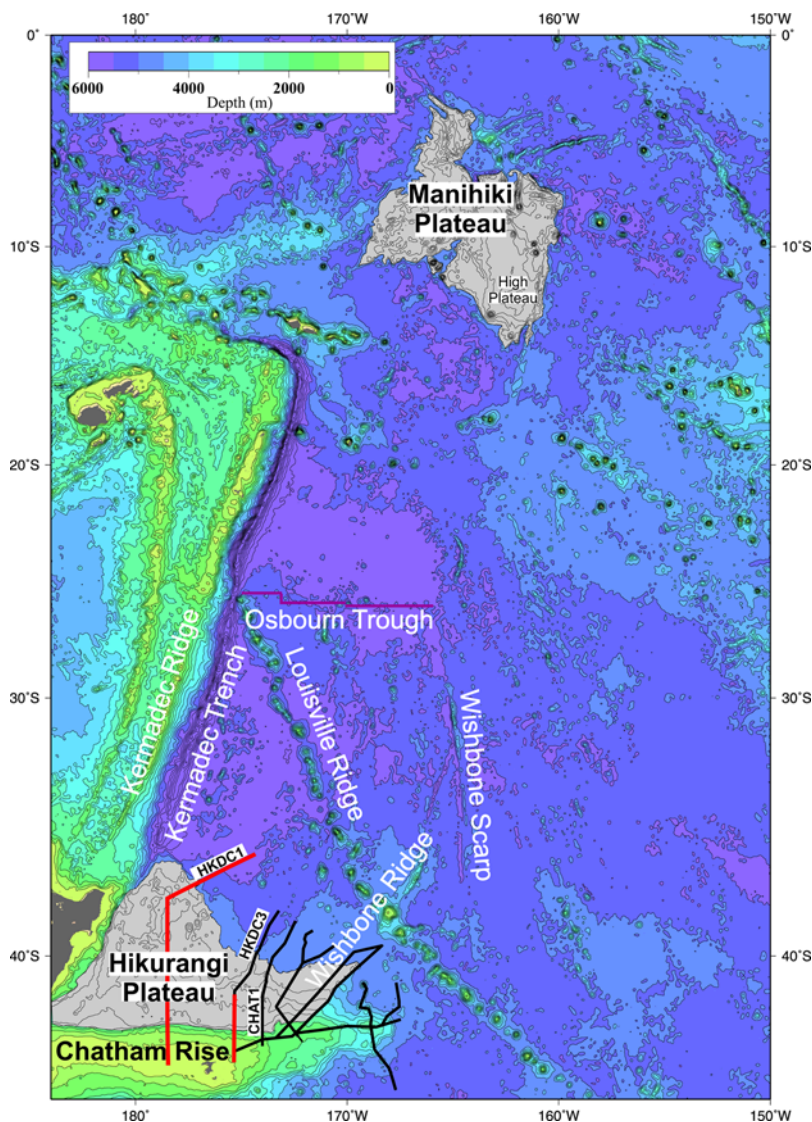 180˚ 170˚W 160˚W 150˚W
0˚ 0˚
6000 4000 2000 0
Depth (m)
Manihiki
Plateau
10˚S 10˚S
High
Plateau
20˚S 20˚S
Osbourn Trough
Kermadec Ridge
Kermadec Trench
Louisville Ridge
30˚S 30˚S
Wishbone Scarp
HKDC1
Wishbone Ridge
HKDC3
40˚S 40˚S
Hikurangi
Plateau
CHAT1
Chatham Rise
180˚ 170˚W 160˚W 150˚W